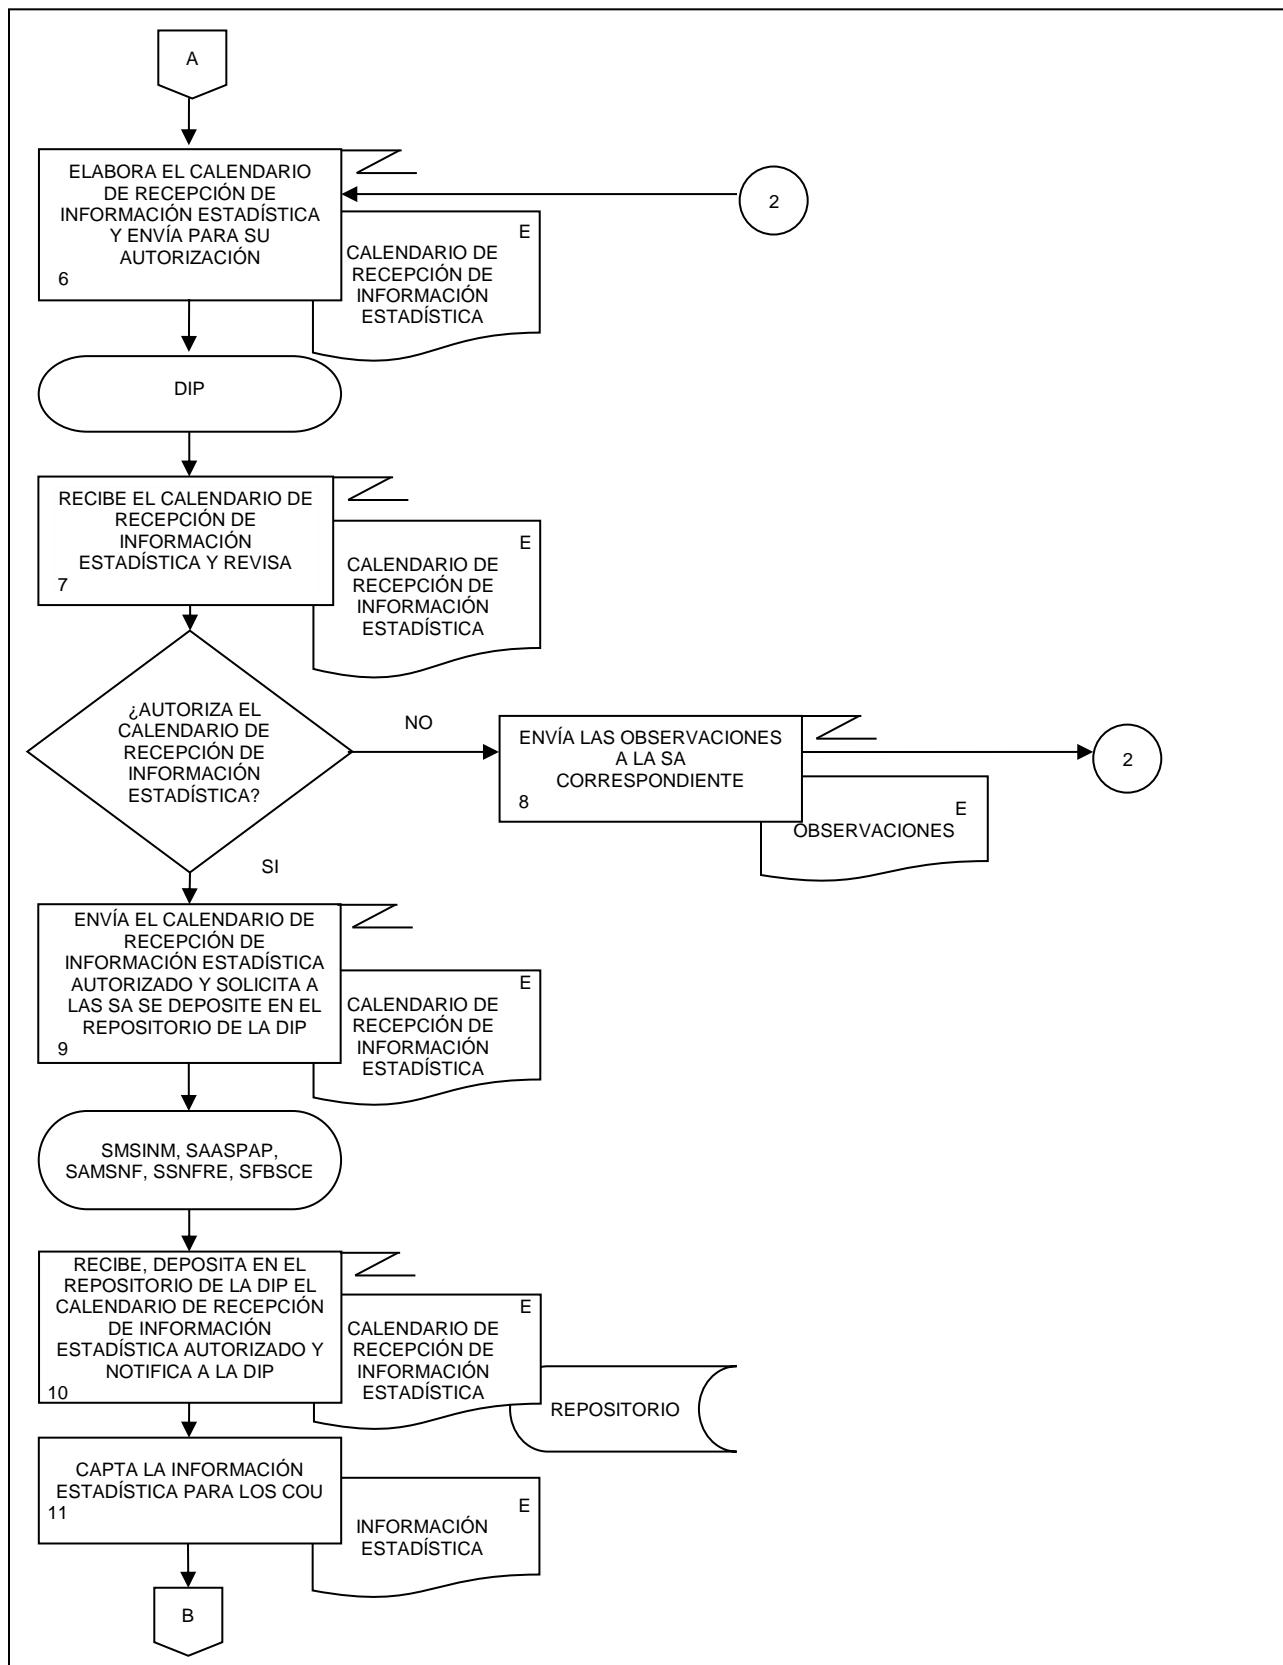 A
ELABORA EL CALENDARIO
DE RECEPCIÓN DE
INFORMACIÓN ESTADÍSTICA
Y ENVÍA PARA SU
AUTORIZACIÓN
6
2
E
CALENDARIO DE
RECEPCIÓN DE
INFORMACIÓN
ESTADÍSTICA
DIP
RECIBE EL CALENDARIO DE
RECEPCIÓN DE
INFORMACIÓN
ESTADÍSTICA Y REVISA
7
E
CALENDARIO DE
RECEPCIÓN DE
INFORMACIÓN
ESTADÍSTICA
¿AUTORIZA EL
CALENDARIO DE
RECEPCIÓN DE
INFORMACIÓN
ESTADÍSTICA?
NO
ENVÍA LAS OBSERVACIONES
A LA SA
CORRESPONDIENTE
8
2
E
OBSERVACIONES
SI
ENVÍA EL CALENDARIO DE
RECEPCIÓN DE
INFORMACIÓN ESTADÍSTICA
AUTORIZADO Y SOLICITA A
LAS SA SE DEPOSITE EN EL
REPOSITORIO DE LA DIP
9
E
CALENDARIO DE
RECEPCIÓN DE
INFORMACIÓN
ESTADÍSTICA
SMSINM, SAASPAP,
SAMSNF, SSNFRE, SFBSCE
RECIBE, DEPOSITA EN EL
REPOSITORIO DE LA DIP EL
CALENDARIO DE RECEPCIÓN
DE INFORMACIÓN
ESTADÍSTICA AUTORIZADO Y
NOTIFICA A LA DIP
10
E
CALENDARIO DE
RECEPCIÓN DE
INFORMACIÓN
ESTADÍSTICA
REPOSITORIO
CAPTA LA INFORMACIÓN
ESTADÍSTICA PARA LOS COU
11
E
INFORMACIÓN
ESTADÍSTICA
B